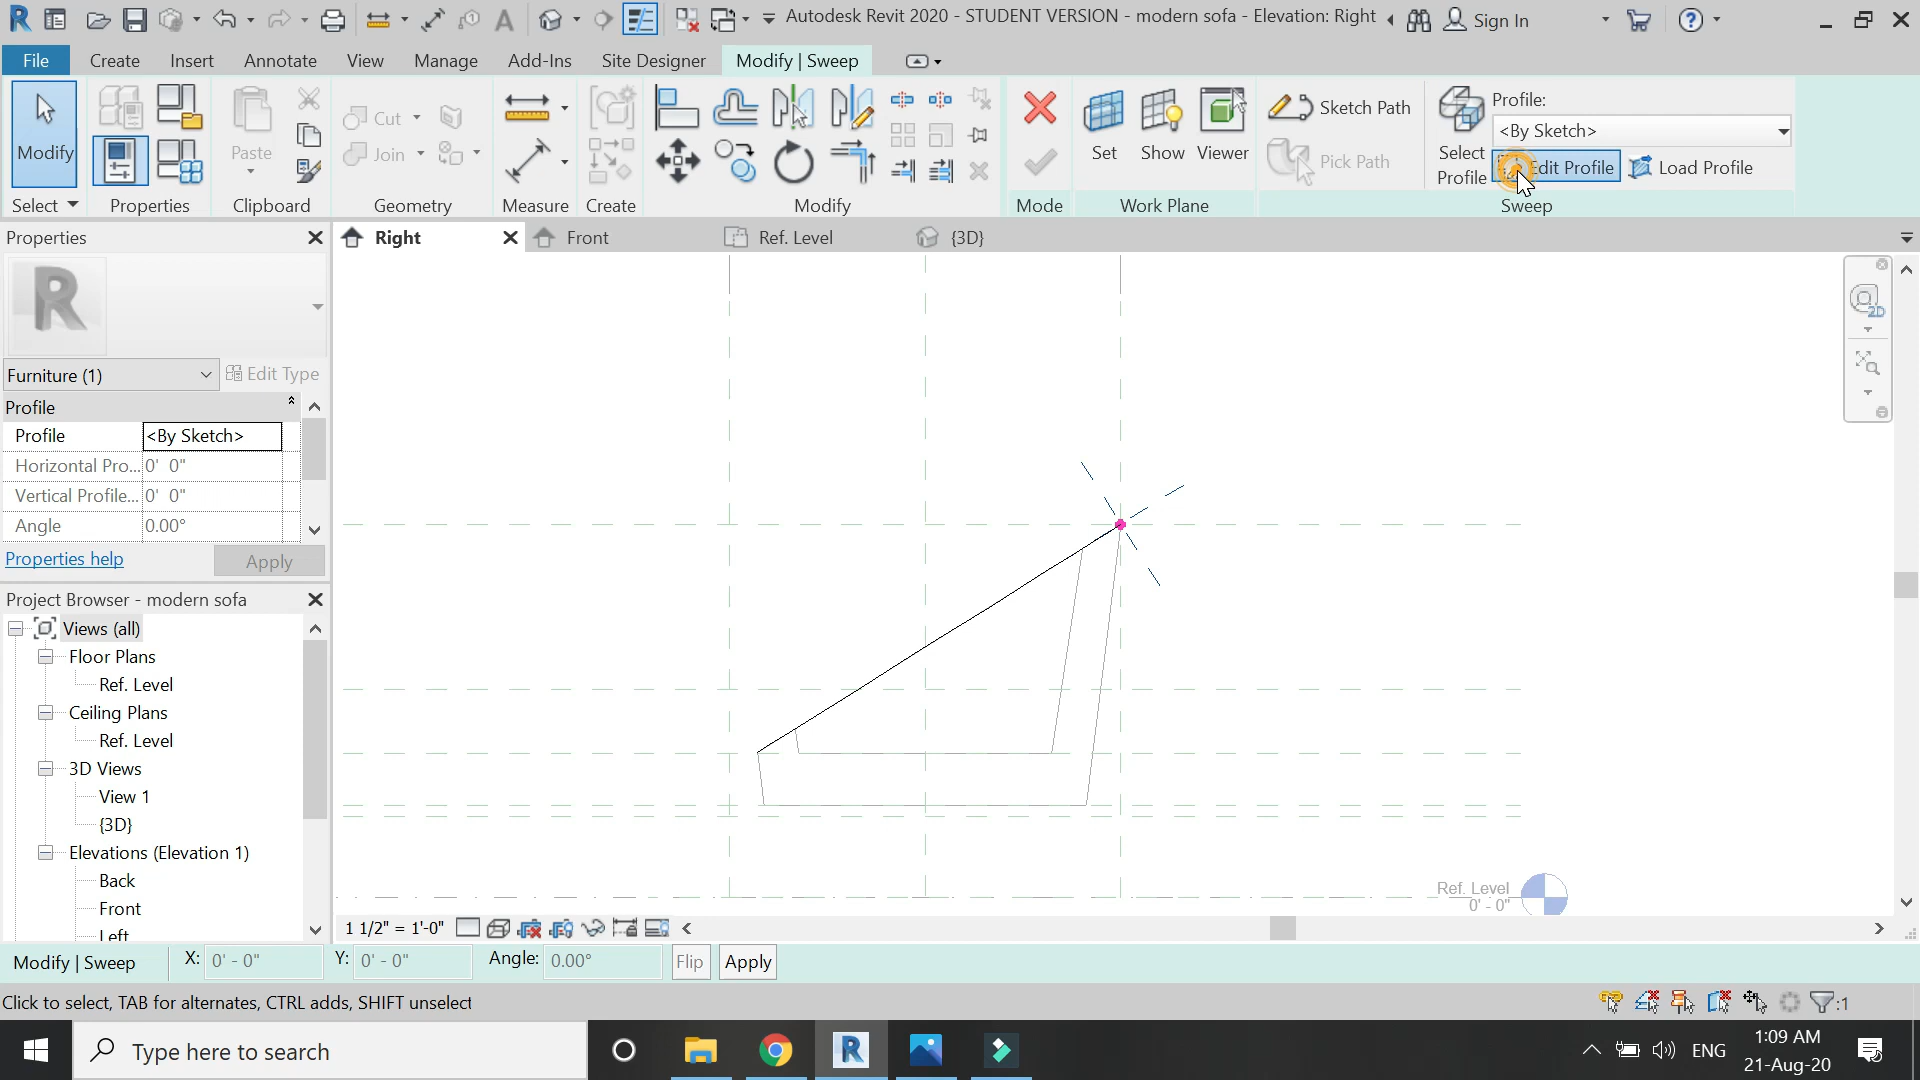 Autodesk Revit 2020 - STUDENT VERSION - modern sofa - Elevation: Right
Sign In
File
Create
Insert
Annotate
View
Manage
Add-Ins
Site Designer
Modify | Sweep
Modify
Paste
Cut
Join
Set
Show
Viewer
Sketch Path
Pick Path
Select
Profile
Profile:
<By Sketch>
Edit Profile
Load Profile
Select
Properties
Clipboard
Geometry
Measure
Create
Modify
Mode
Work Plane
Sweep
Properties
Right
Front
Ref. Level
{3D}
R
Furniture (1)
Edit Type
Profile
Profile <By Sketch>
Horizontal Pro... 0' 0"
Vertical Profile... 0' 0"
Angle 0.00°
Properties help
Apply
Project Browser - modern sofa
Views (all)
Floor Plans
Ref. Level
Ceiling Plans
Ref. Level
3D Views
View 1
{3D}
Elevations (Elevation 1)
Back
Front
Left
2D
Ref. Level
0' - 0"
1 1/2" = 1'-0"
Modify | Sweep
X: 0' - 0"
Y: 0' - 0"
Angle: 0.00°
Flip
Apply
Click to select, TAB for alternates, CTRL adds, SHIFT unselect
:1
Type here to search
ENG
1:09 AM
21-Aug-20